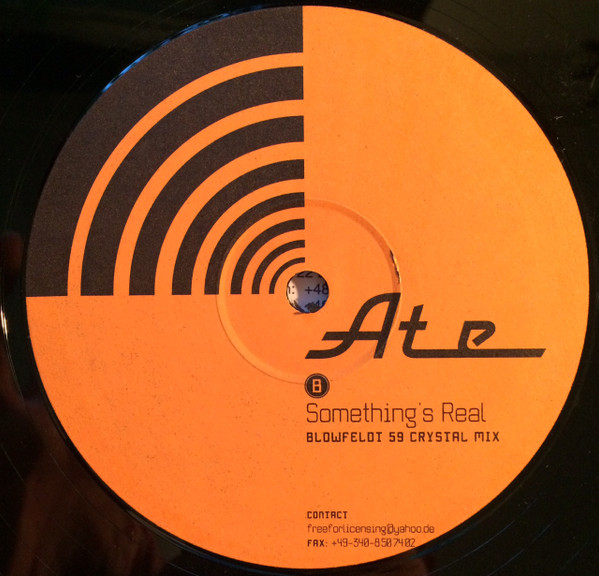 Ate
B
Something's Real
BLOWFELDT 59 CRYSTAL MIX
CONTACT
freeforlicensing@yahoo.de
FAX: +49-340-8507402
+48